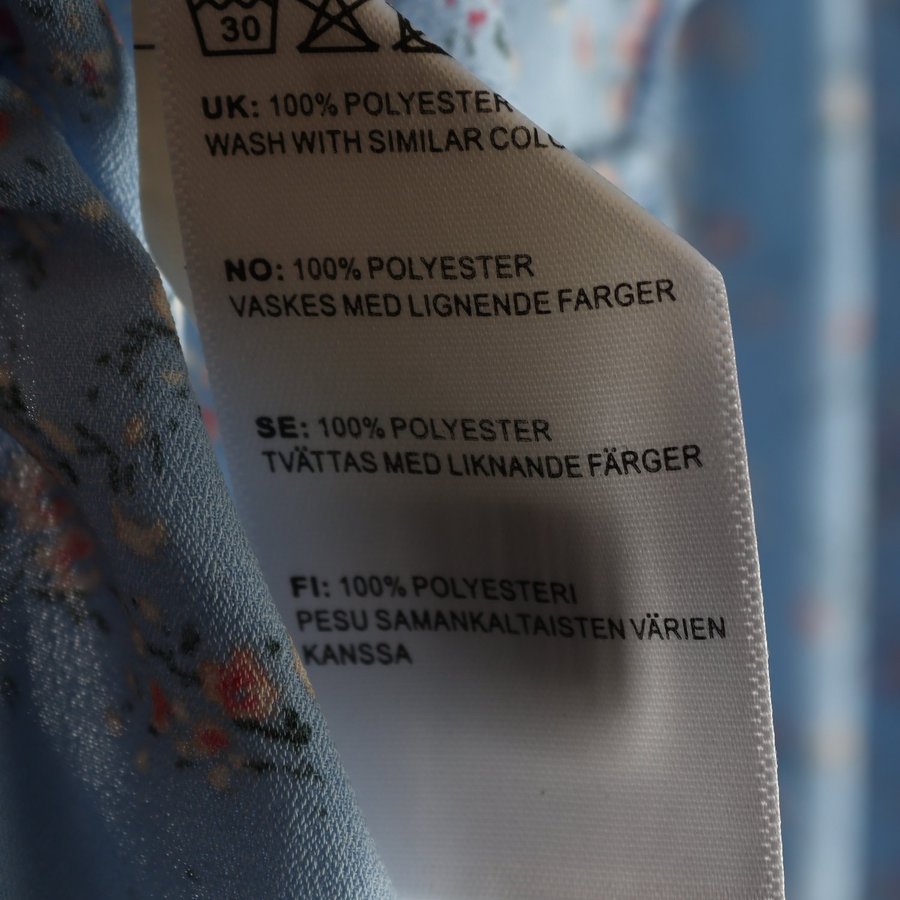 30
UK: 100% POLYESTER
WASH WITH SIMILAR
NO: 100% POLYESTER
VASKES MED LIGNENDE FARGER
SE: 100% POLYESTER
TVÄTTAS MED LIKNANDE FÄRGER
FI: 100% POLYESTERI
PESU SAMANKALTAISTEN VÄRIEN
KANSSA